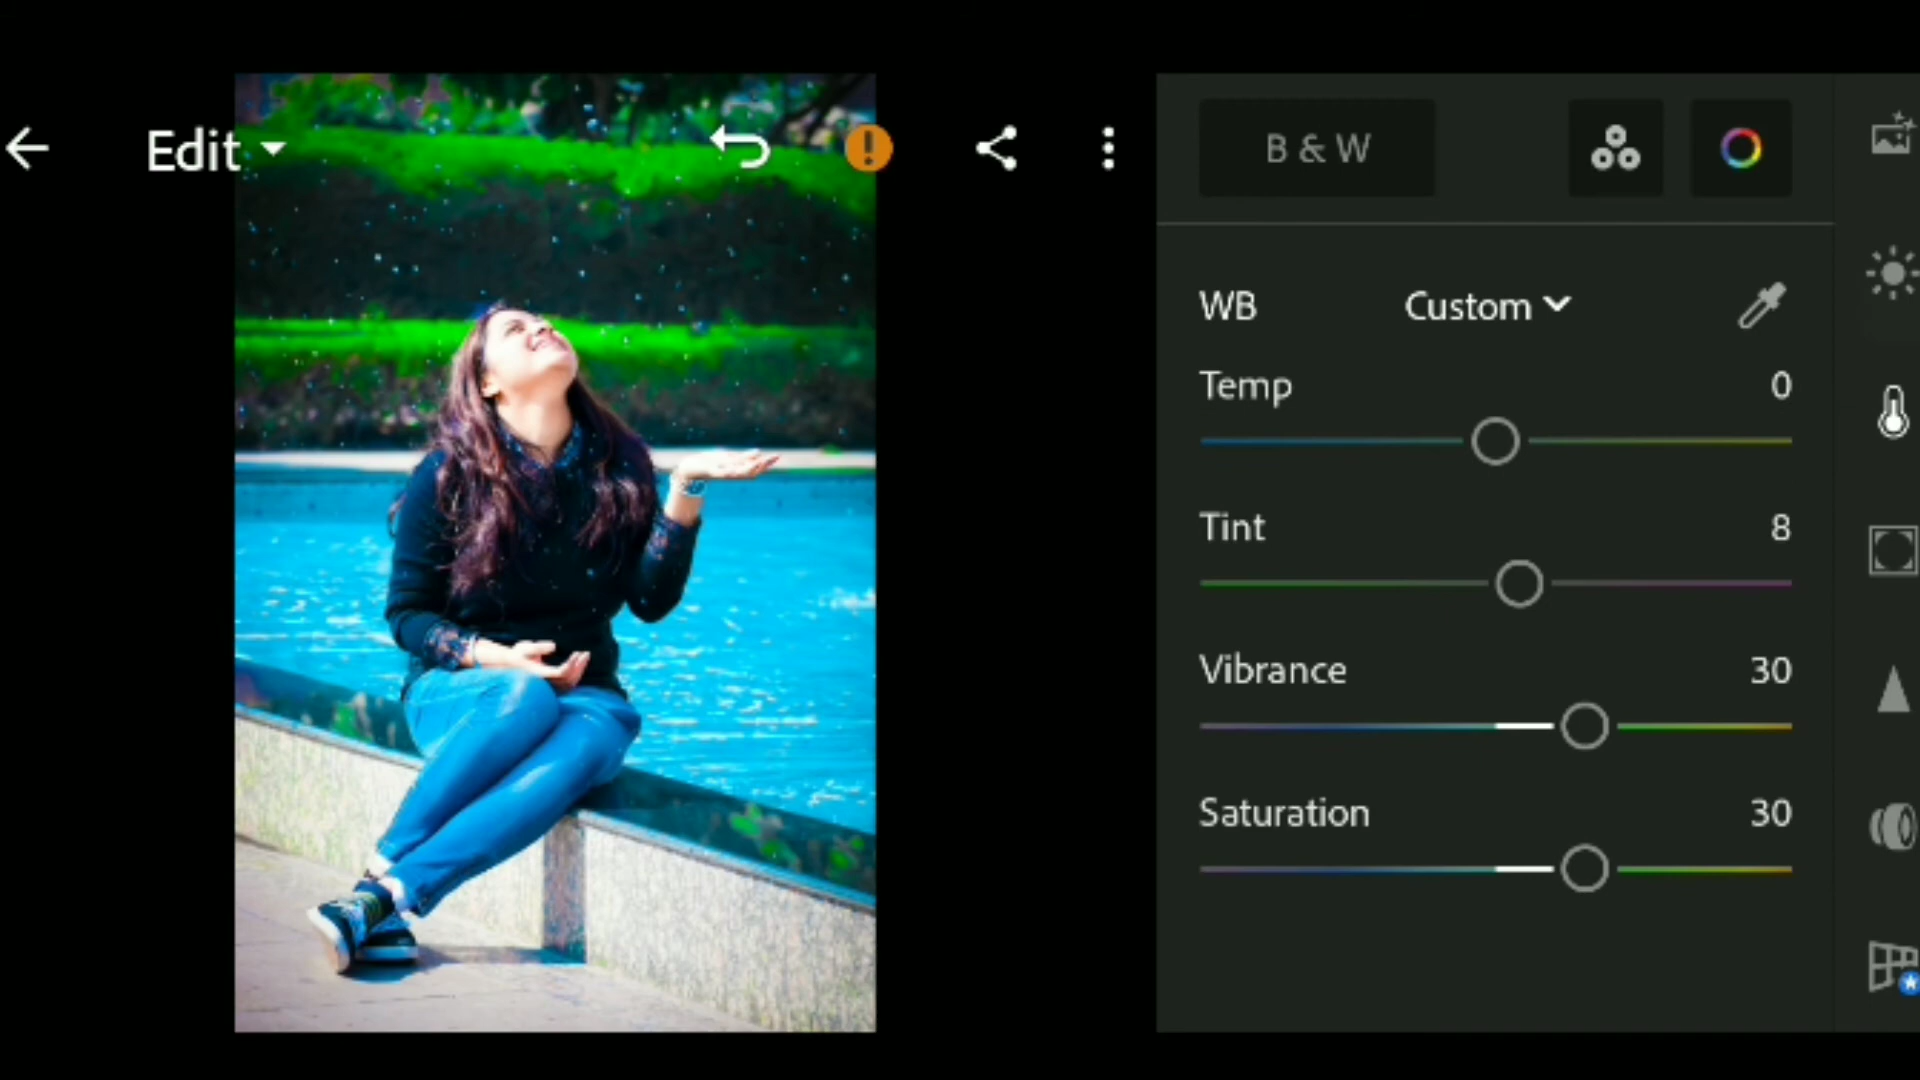 Edit
B & W
WB Custom
Temp 0
Tint 8
Vibrance 30
Saturation 30